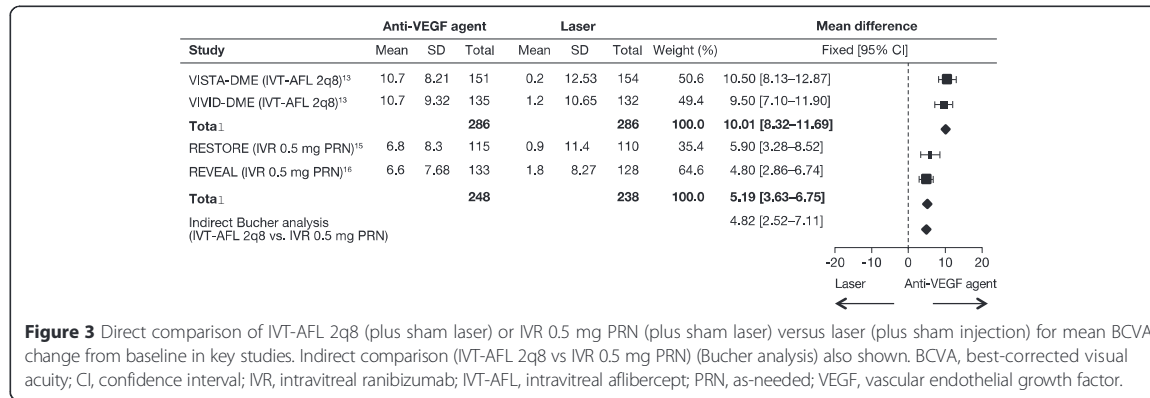 Anti-VEGF agent Laser Mean difference
Study Mean SD Total Mean SD Total Weight (%) Fixed [95% CI]
VISTA-DME (IVT-AFL 2q8)¹³ 10.7 8.21 151 0.2 12.53 154 50.6 10.50 [8.13–12.87]
VIVID-DME (IVT-AFL 2q8)¹³ 10.7 9.32 135 1.2 10.65 132 49.4 9.50 [7.10–11.90]
Total 286 286 100.0 10.01 [8.32–11.69]
RESTORE (IVR 0.5 mg PRN)¹⁵ 6.8 8.3 115 0.9 11.4 110 35.4 5.90 [3.28–8.52]
REVEAL (IVR 0.5 mg PRN)¹⁶ 6.6 7.68 133 1.8 8.27 128 64.6 4.80 [2.86–6.74]
Total 248 238 100.0 5.19 [3.63–6.75]
Indirect Bucher analysis 4.82 [2.52–7.11]
(IVT-AFL 2q8 vs. IVR 0.5 mg PRN)
-20 -10 0 10 20
Laser Anti-VEGF agent
Figure 3 Direct comparison of IVT-AFL 2q8 (plus sham laser) or IVR 0.5 mg PRN (plus sham laser) versus laser (plus sham injection) for mean BCVA
change from baseline in key studies. Indirect comparison (IVT-AFL 2q8 vs IVR 0.5 mg PRN) (Bucher analysis) also shown. BCVA, best-corrected visual
acuity; CI, confidence interval; IVR, intravitreal ranibizumab; IVT-AFL, intravitreal aflibercept; PRN, as-needed; VEGF, vascular endothelial growth factor.